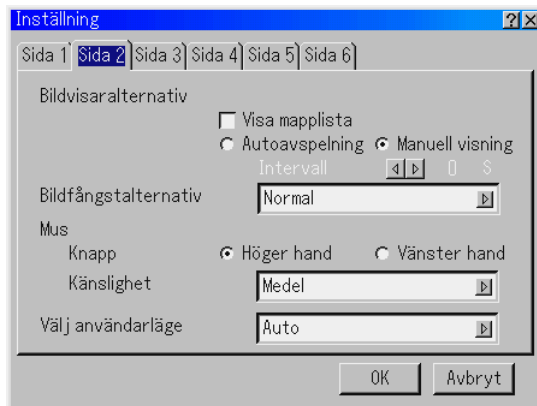 Inställning
Sida 1 Sida 2 Sida 3 Sida 4 Sida 5 Sida 6
Bildvisaralternativ
Visa mapplista
Autoavspelning Manuell visning
Intervall 0 S
Bildfångstalternativ Normal
Mus
Knapp Höger hand Vänster hand
Känslighet Medel
Välj användarläge Auto
OK Avbryt